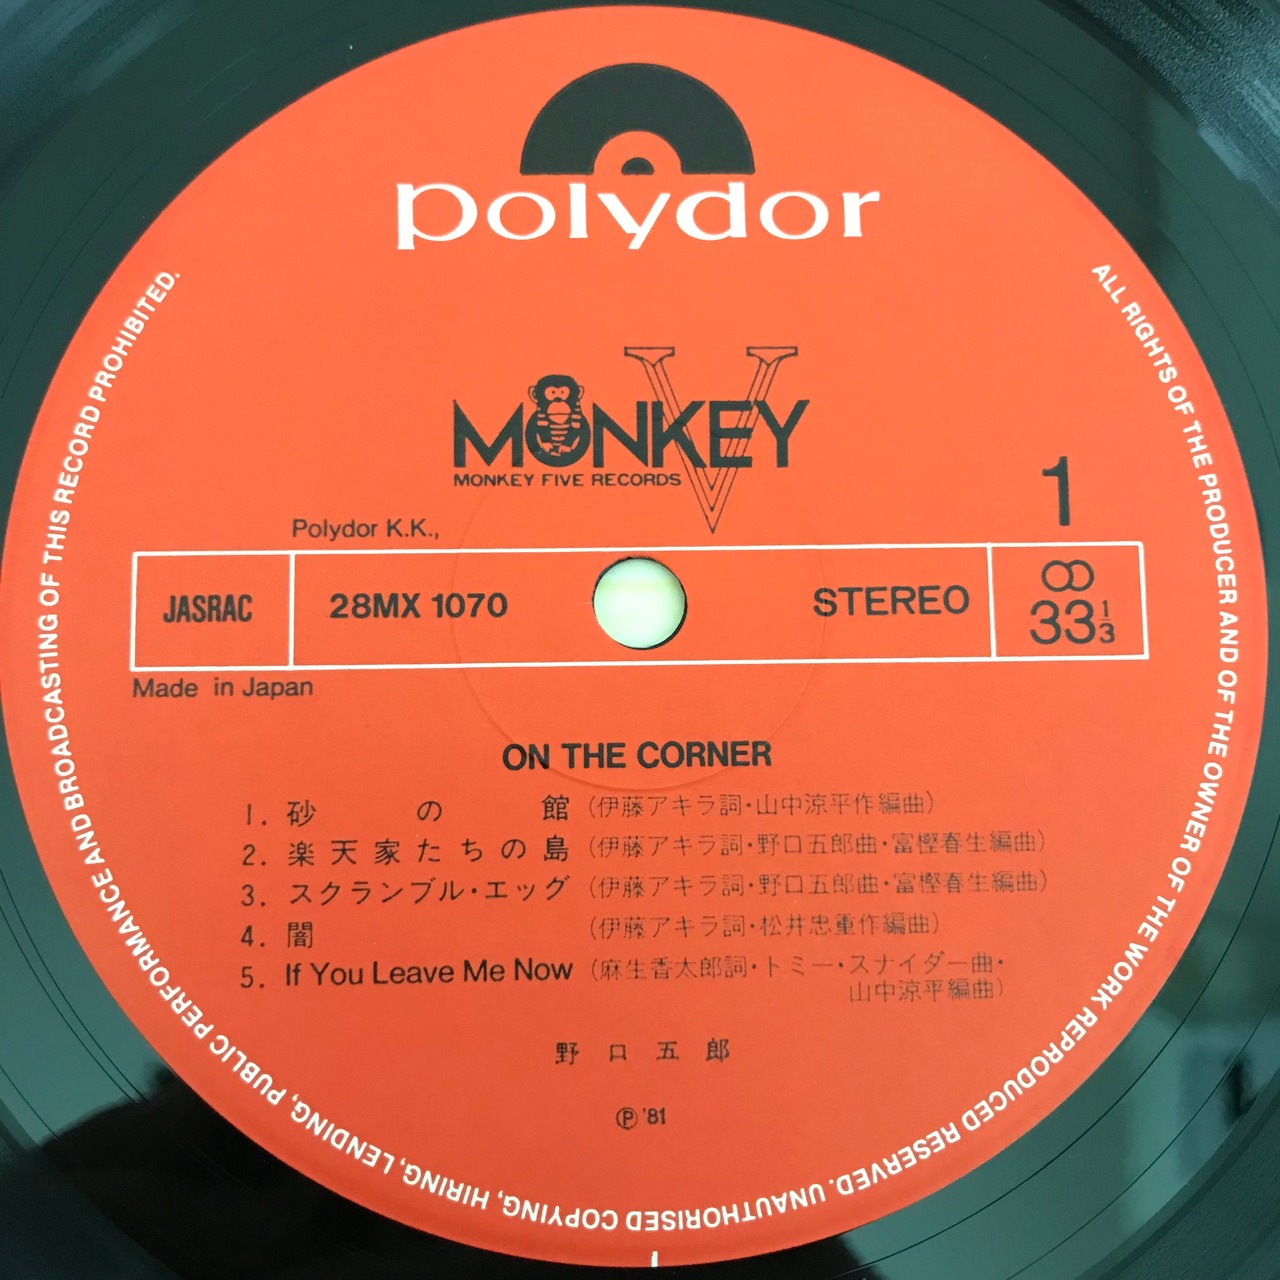 polydor
MONKEY V
MONKEY FIVE RECORDS
1
Polydor K.K.,
JASRAC
28MX 1070
STEREO
33 1/3
Made in Japan
ON THE CORNER
1. 砂の館 (伊藤アキラ詞・山中涼平作編曲)
2. 楽天家たちの島 (伊藤アキラ詞・野口五郎曲・富樫春生編曲)
3. スクランブル・エッグ (伊藤アキラ詞・野口五郎曲・富樫春生編曲)
4. 闇 (伊藤アキラ詞・松井忠重作編曲)
5. If You Leave Me Now (麻生香太郎詞・トミー・スナイダー曲・
山中涼平編曲)
野口五郎
Ⓟ '81
ALL RIGHTS OF THE PRODUCER AND OF THE OWNER OF THE WORK REPRODUCED RESERVED. UNAUTHORISED COPYING, HIRING, LENDING, PUBLIC PERFORMANCE AND BROADCASTING OF THIS RECORD PROHIBITED.